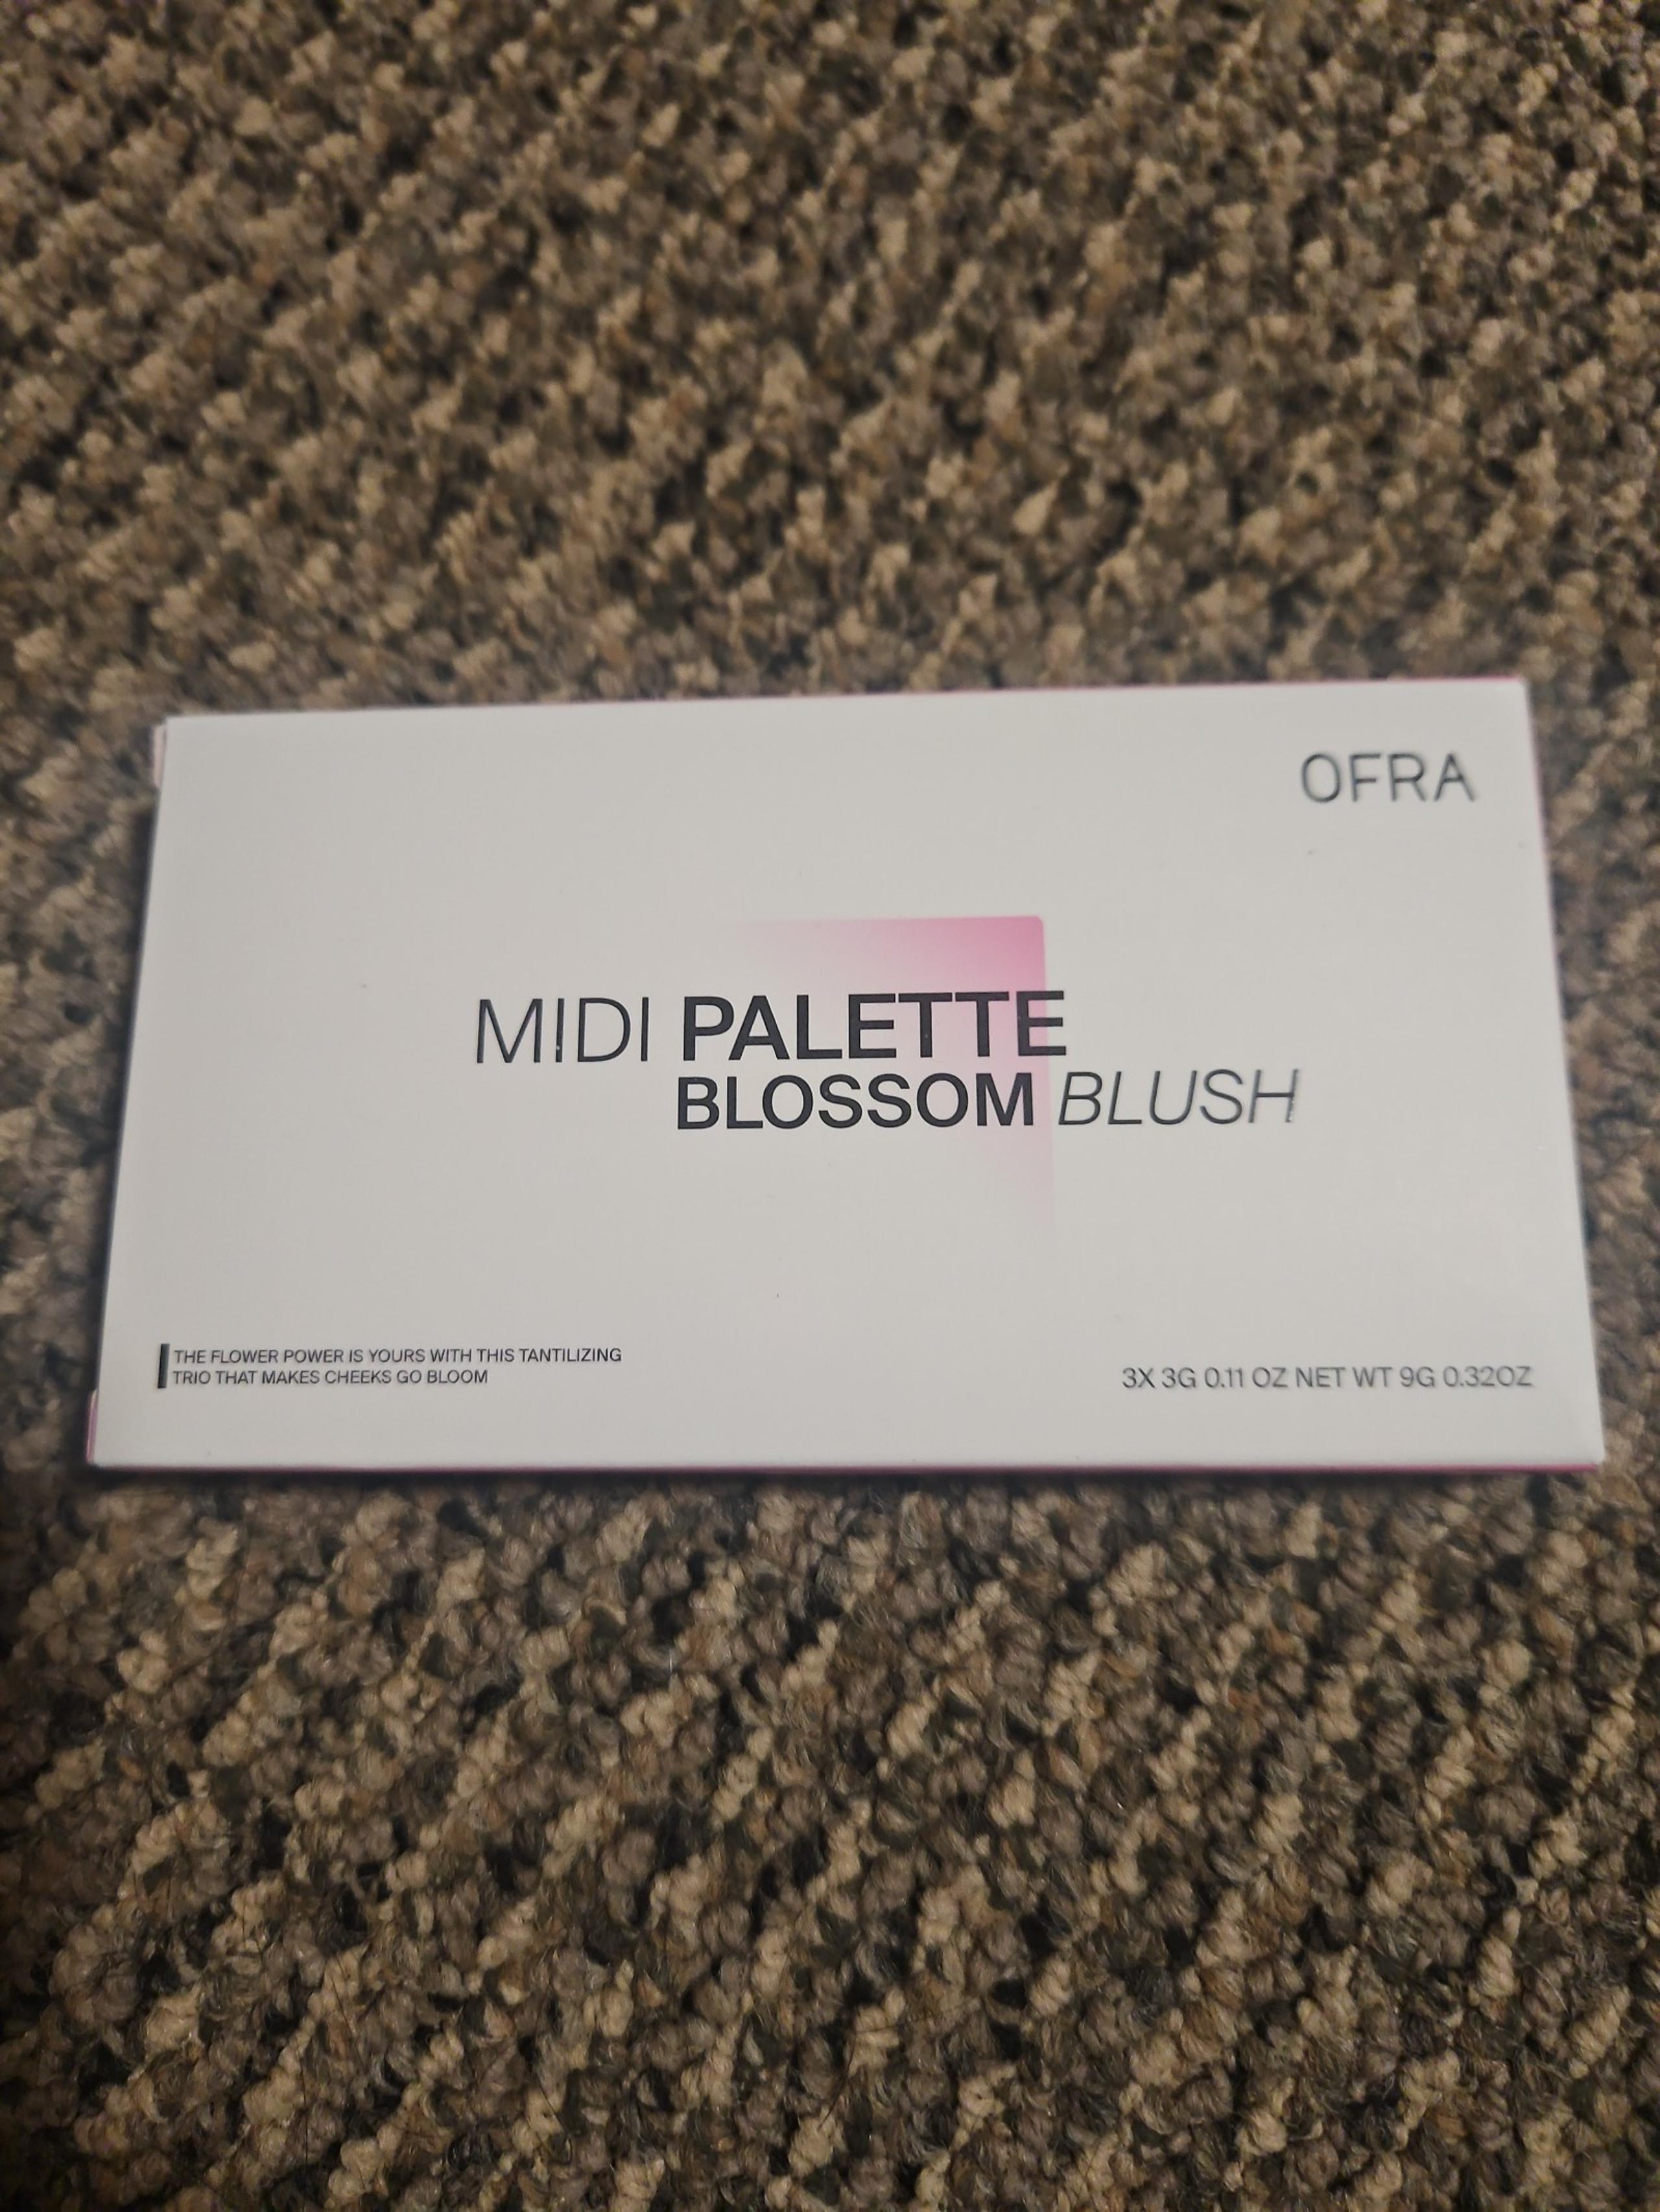 OFRA
MIDI PALETTE
BLOSSOM BLUSH
THE FLOWER POWER IS YOURS WITH THIS TANTILIZING
TRIO THAT MAKES CHEEKS GO BLOOM
3X 3G 0.11 OZ NET WT 9G 0.32OZ